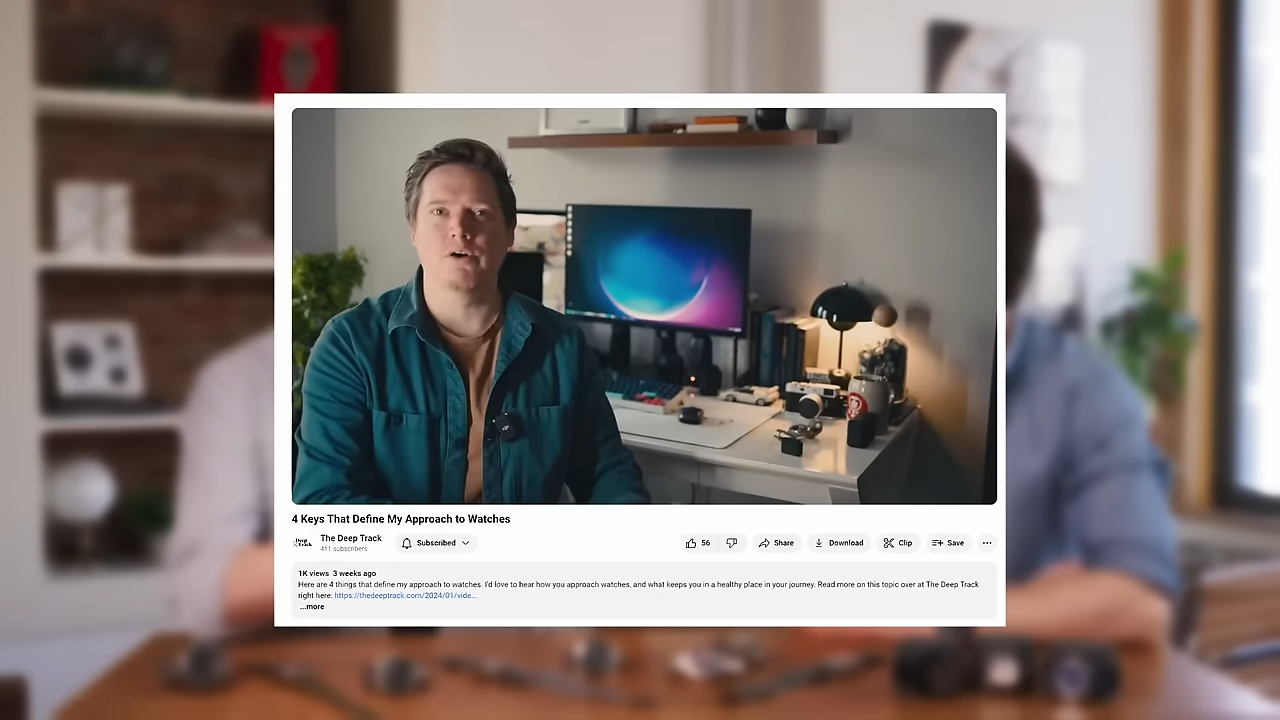 4 Keys That Define My Approach to Watches
The Deep Track
411 subscribers
Subscribed
56
Share
Download
Clip
Save
1K views 3 weeks ago
Here are 4 things that define my approach to watches. I'd love to hear how you approach watches, and what keeps you in a healthy place in your journey. Read more on this topic over at The Deep Track
right here: https://thedeeptrack.com/2024/01/vide...
...more